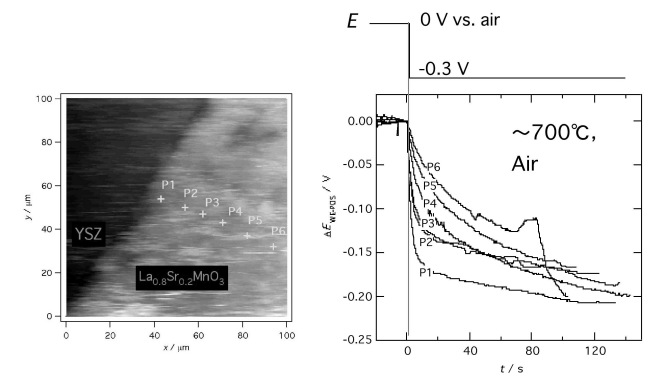 E
0 V vs. air
-0.3 V
100
80
60
40
20
0
y / μm
P1
P2
P3
P4
P5
P6
YSZ
La0.8Sr0.2MnO3
0
20
40
60
80
100
x / μm
0.00
-0.05
-0.10
-0.15
-0.20
-0.25
ΔEWE-POS / V
~700℃,
Air
P6
P5
P4
P3
P2
P1
0
40
80
120
t / s